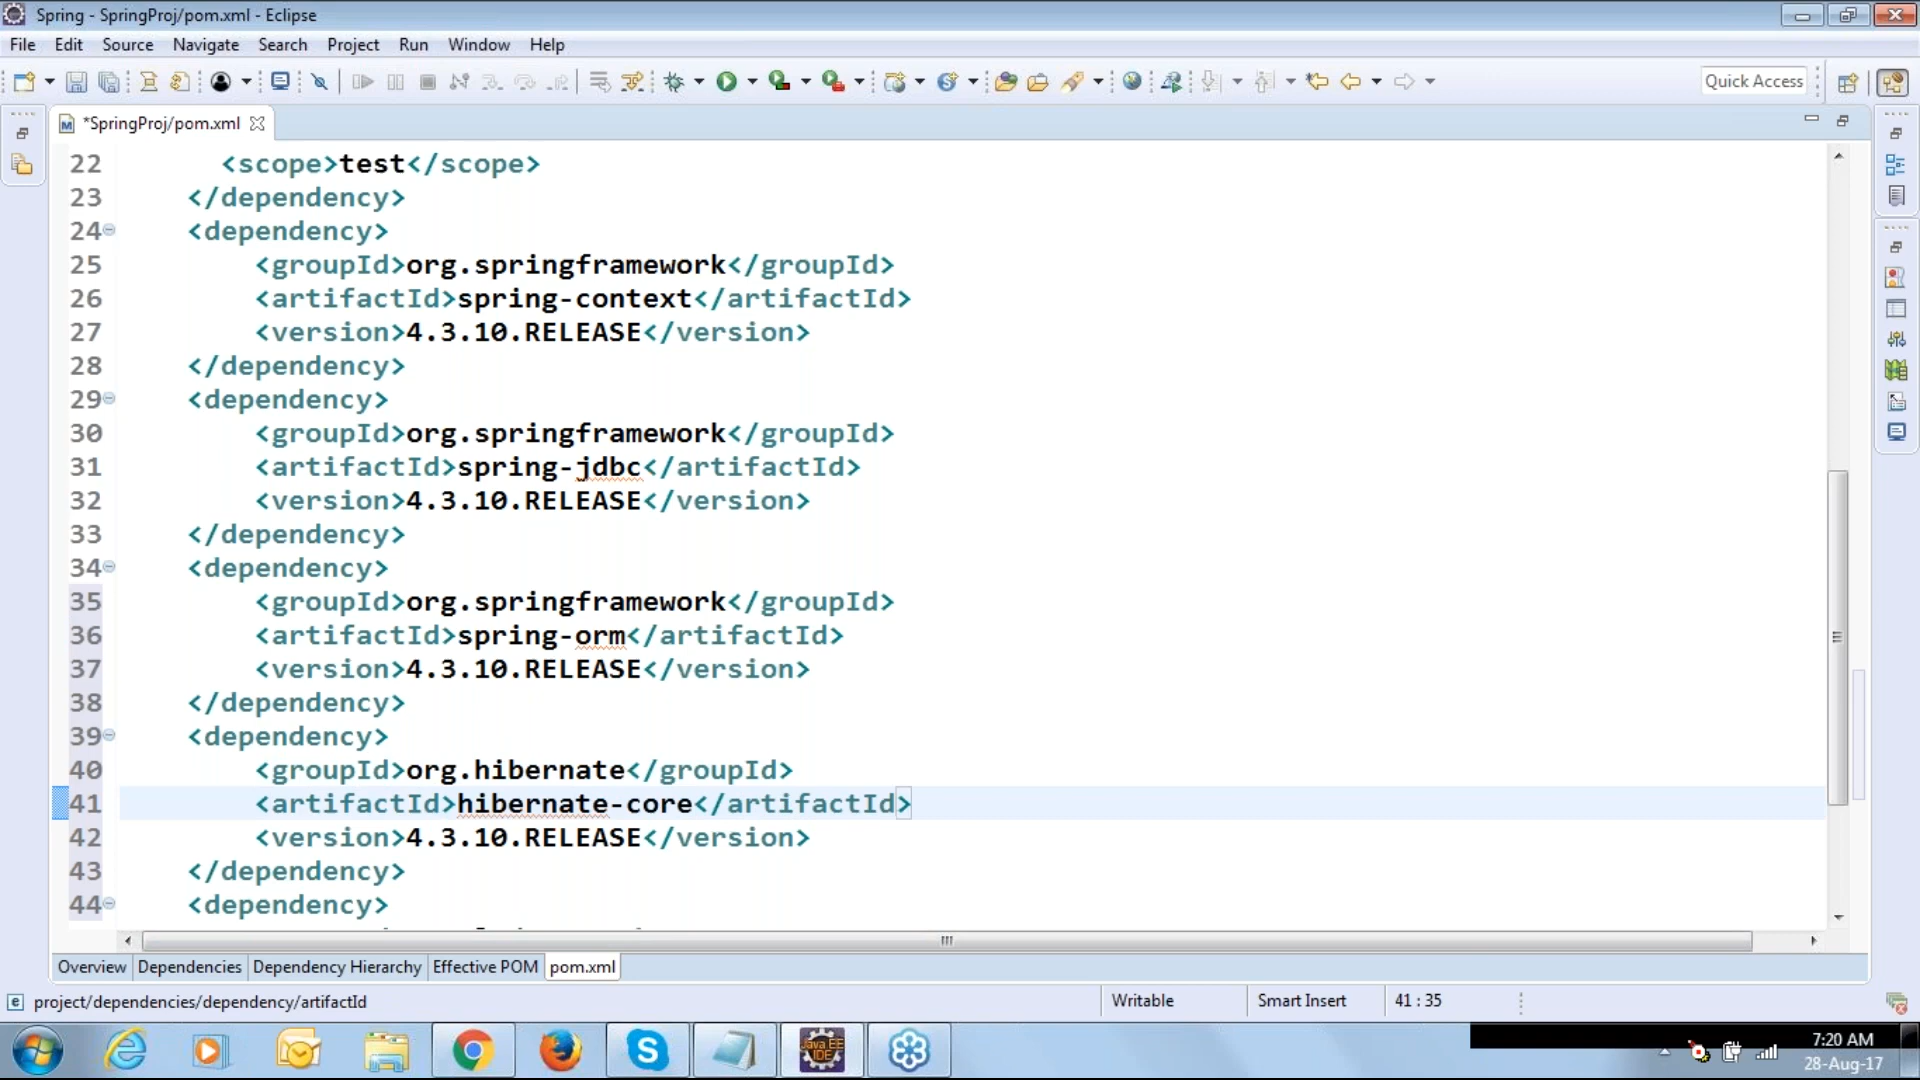 Spring - SpringProj/pom.xml - Eclipse
File Edit Source Navigate Search Project Run Window Help
Quick Access
*SpringProj/pom.xml
22 <scope>test</scope>
23 </dependency>
24 <dependency>
25 <groupId>org.springframework</groupId>
26 <artifactId>spring-context</artifactId>
27 <version>4.3.10.RELEASE</version>
28 </dependency>
29 <dependency>
30 <groupId>org.springframework</groupId>
31 <artifactId>spring-jdbc</artifactId>
32 <version>4.3.10.RELEASE</version>
33 </dependency>
34 <dependency>
35 <groupId>org.springframework</groupId>
36 <artifactId>spring-orm</artifactId>
37 <version>4.3.10.RELEASE</version>
38 </dependency>
39 <dependency>
40 <groupId>org.hibernate</groupId>
41 <artifactId>hibernate-core</artifactId>
42 <version>4.3.10.RELEASE</version>
43 </dependency>
44 <dependency>
Overview Dependencies Dependency Hierarchy Effective POM pom.xml
project/dependencies/dependency/artifactId Writable Smart Insert 41 : 35
Java EE IDE
7:20 AM
28-Aug-17